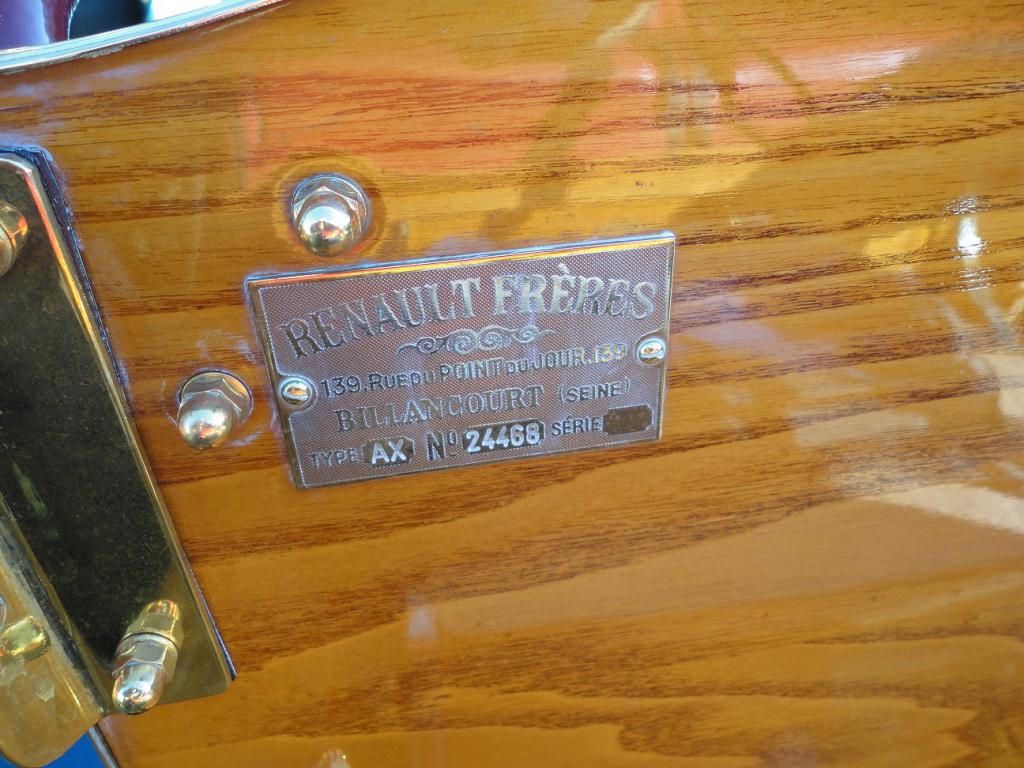 RENAULT FRÈRES
139, RUE DU POINT DU JOUR, 139
BILLANCOURT (SEINE)
TYPE AX Nº 24468 SÉRIE